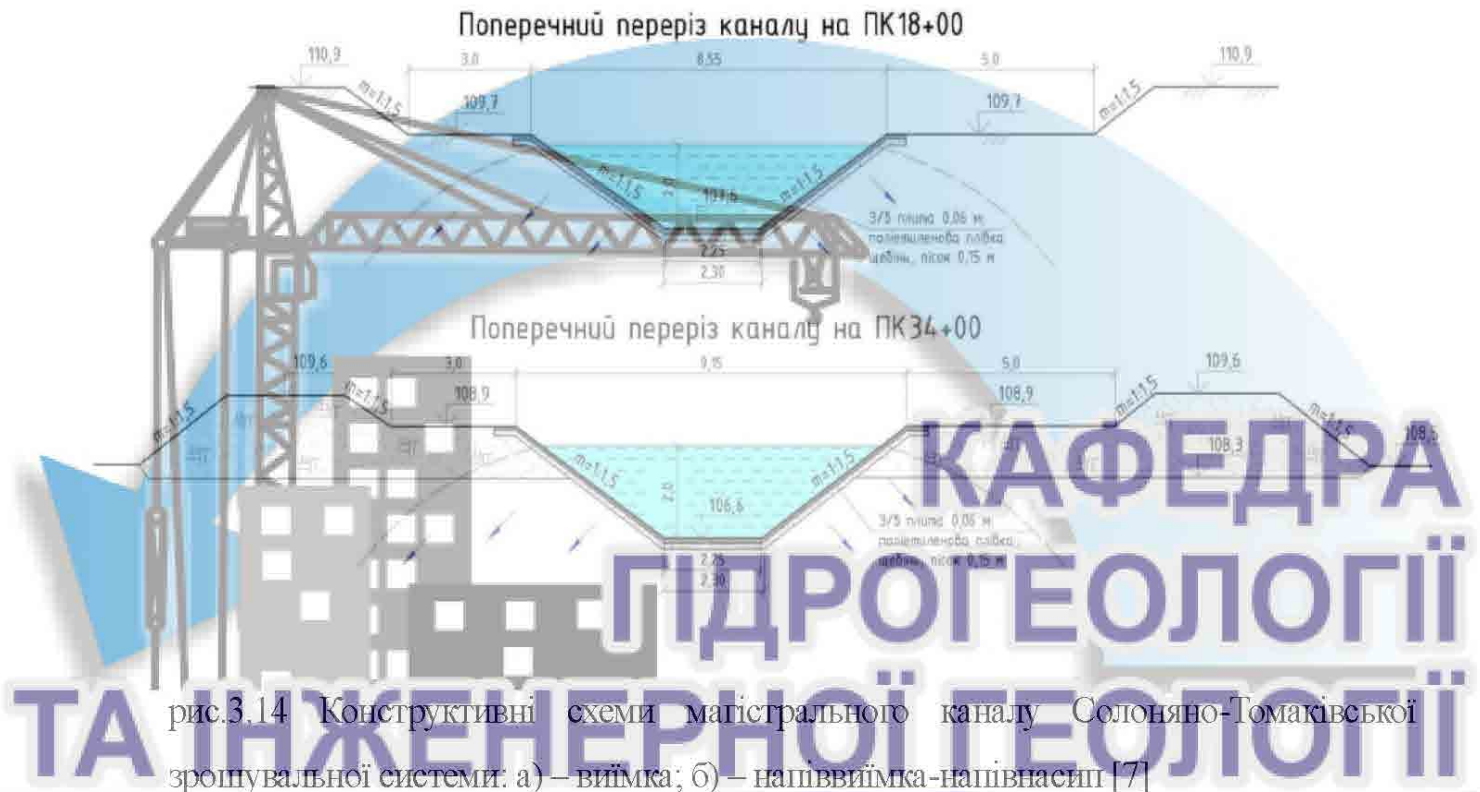 Поперечний переріз каналу на ПК18+00
110,9 3,0 8,55 5,0 110,9
m=1:1,5 109,7 109,7 m=1:1,5
m=1:1,5 2,0 107,6 m=1:1,5
З/б плита 0,06 м
поліетиленова плівка
щебінь, пісок 0,15 м
2,25
2,30
Поперечний переріз каналу на ПК34+00
109,6 3,0 9,15 5,0 109,6
m=1:1,5 m=1:1,5 108,9 108,9 m=1:1,5 m=1:1,5
108,3 108,5
m=1:1,5 2,0 106,6 m=1:1,5
З/б плита 0,06 м
поліетиленова плівка
щебінь, пісок 0,15 м
2,25
2,30
КАФЕДРА
ГІДРОГЕОЛОГІЇ
ТА ІНЖЕНЕРНОЇ ГЕОЛОГІЇ
рис.3.14 Конструктивні схеми магістрального каналу Солоняно-Томаківської
зрошувальної системи: а) – виїмка; б) – напіввиїмка-напівнасип [7]